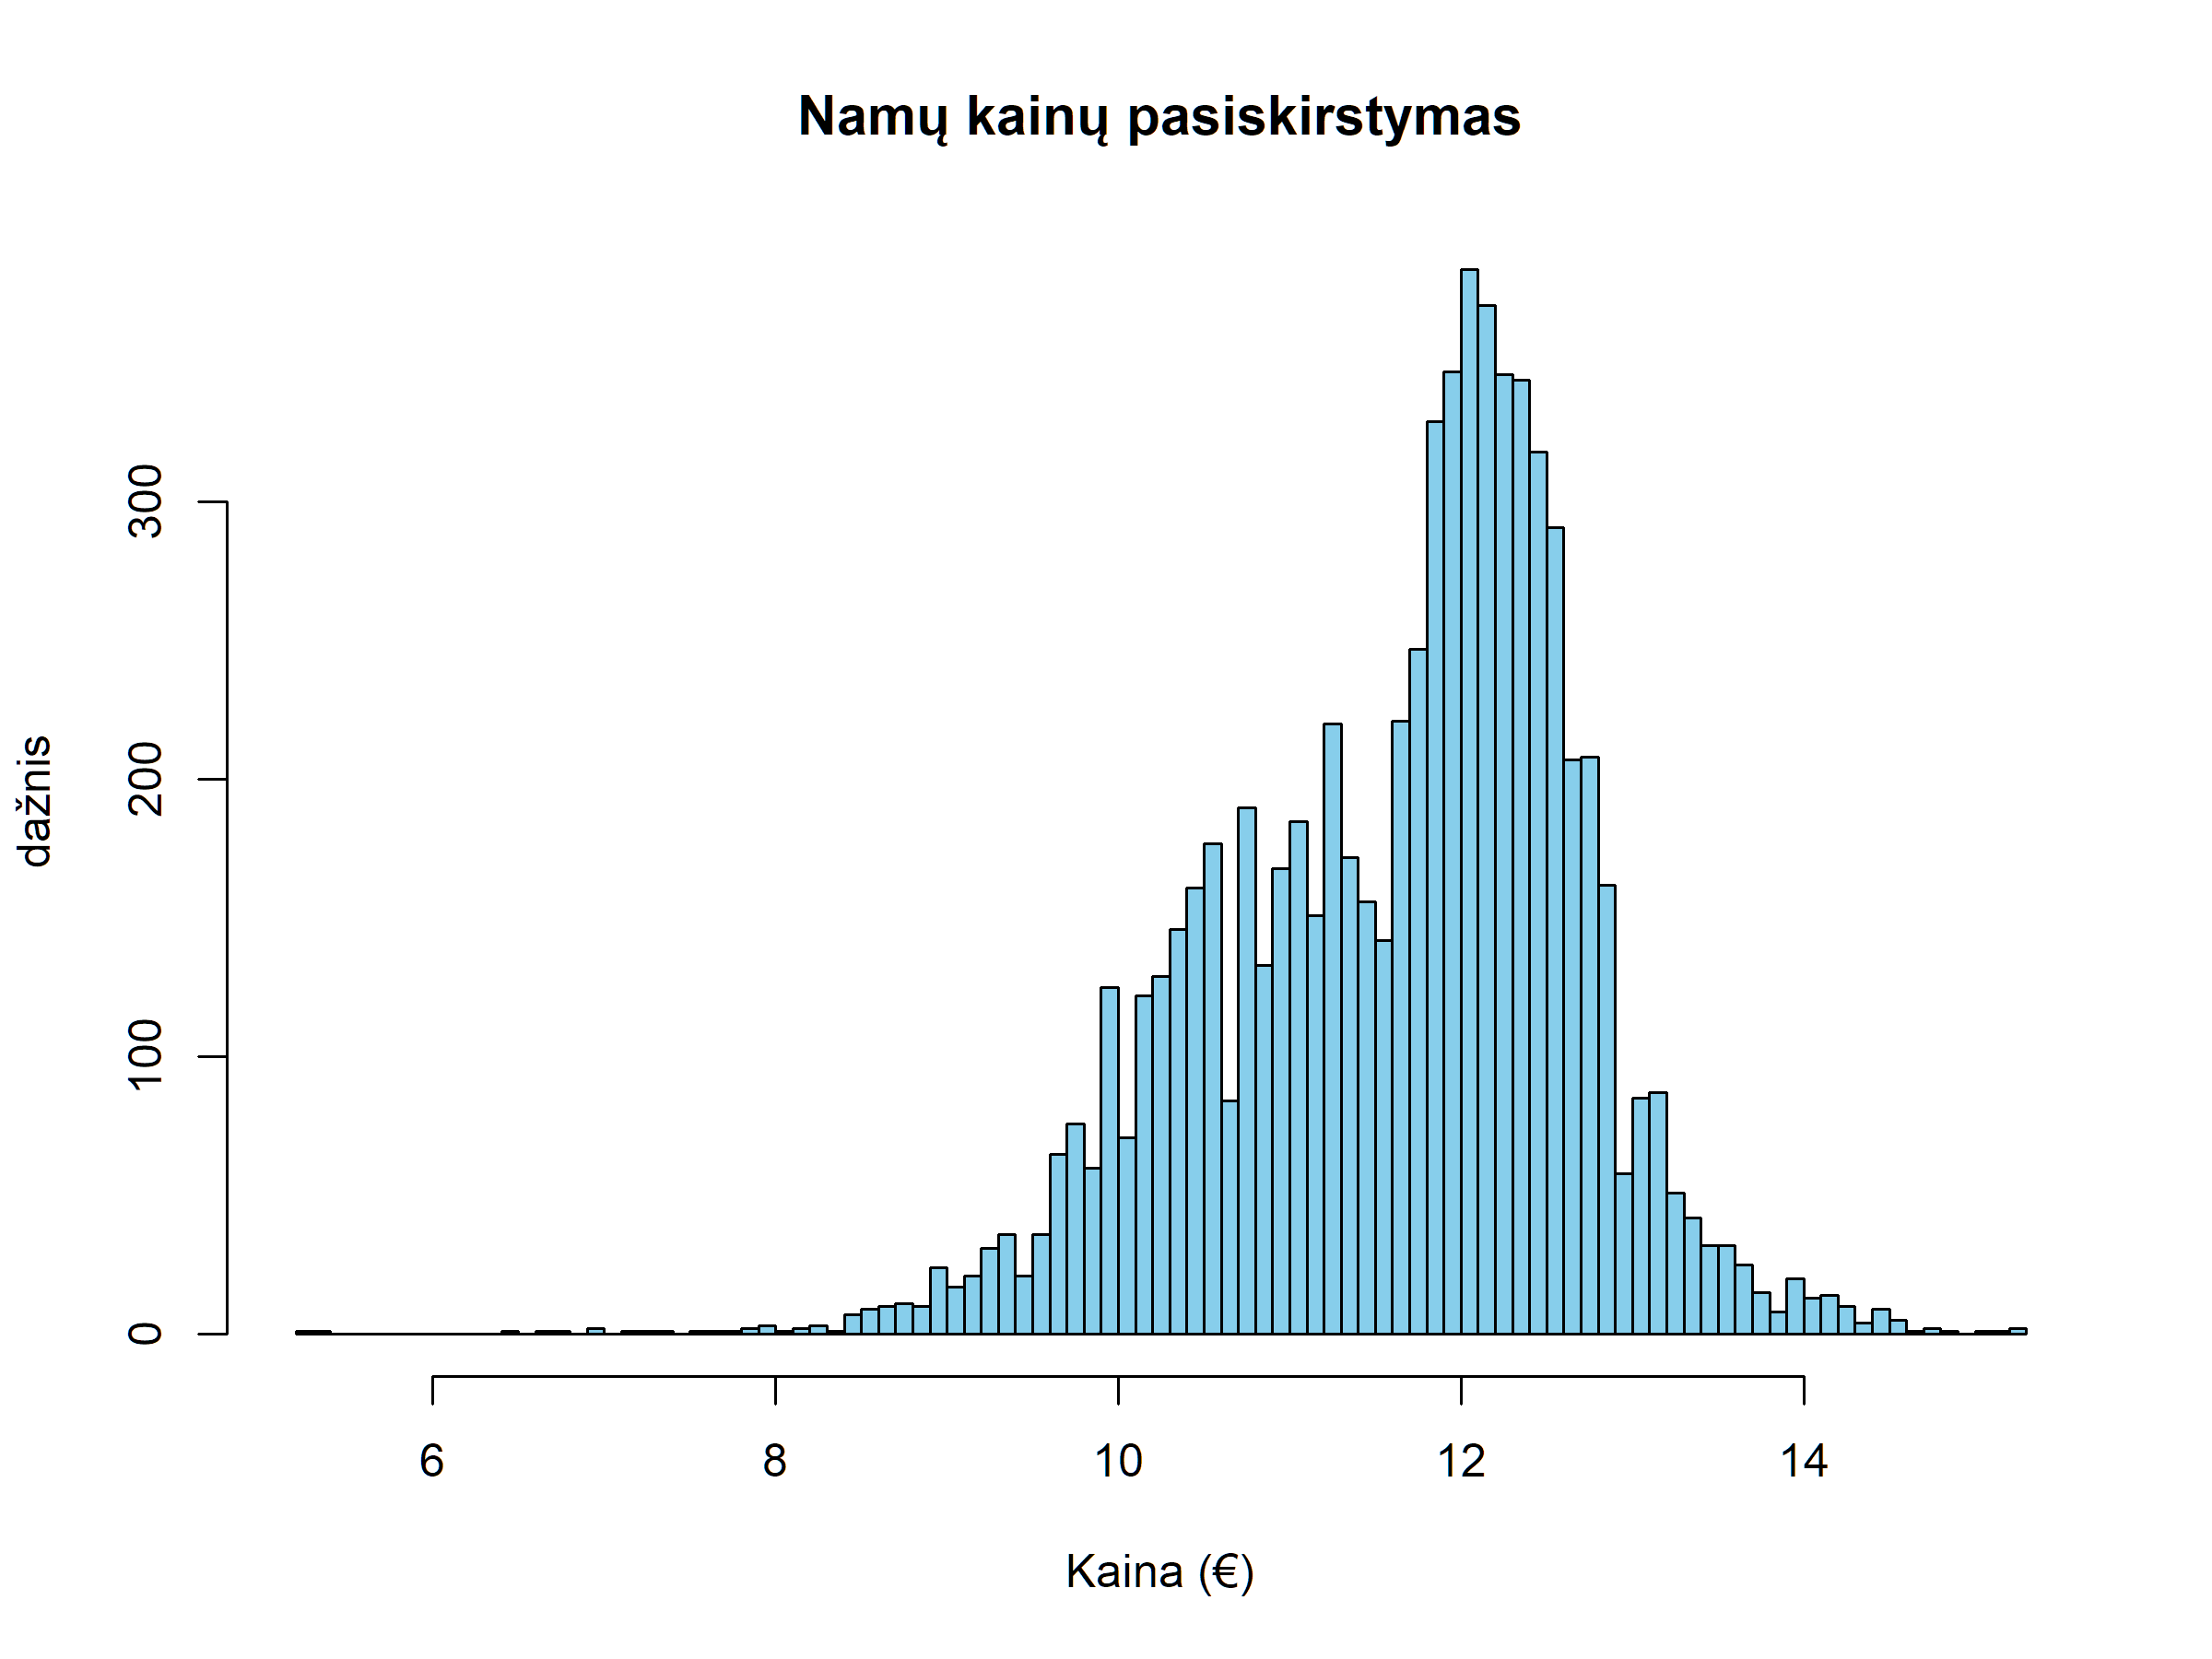 Namų kainų pasiskirstymas
dažnis
300
200
100
0
6 8 10 12 14
Kaina (€)